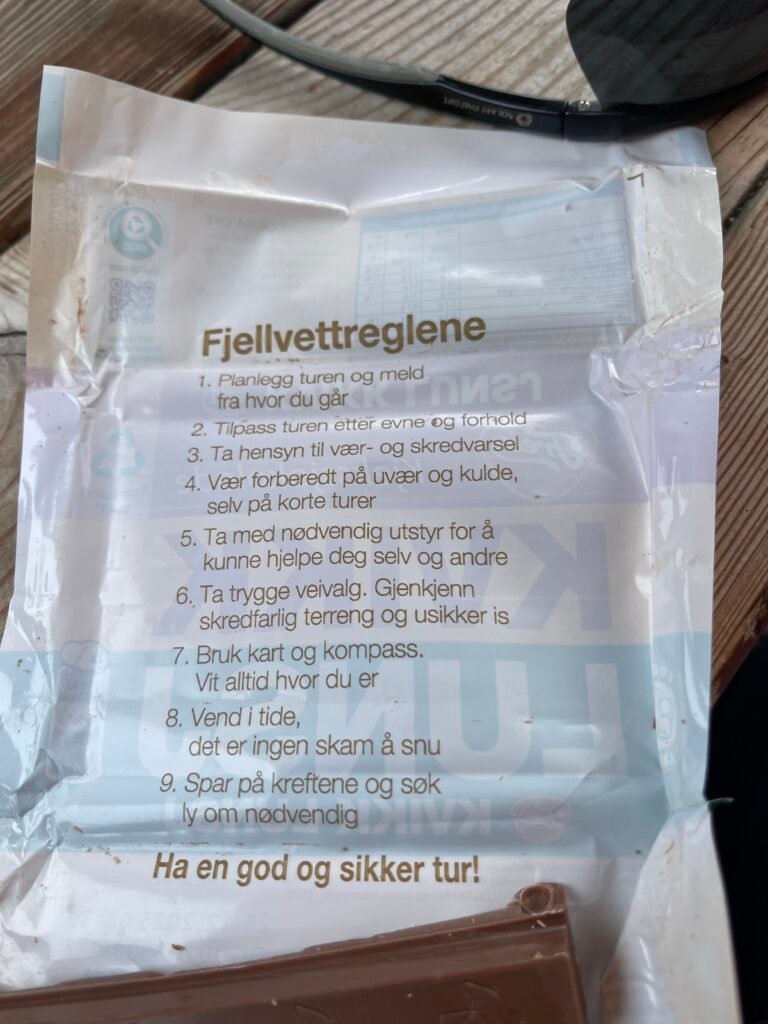 Fjellvettreglene
1. Planlegg turen og meld
fra hvor du går
2. Tilpass turen etter evne og forhold
3. Ta hensyn til vær- og skredvarsel
4. Vær forberedt på uvær og kulde,
selv på korte turer
5. Ta med nødvendig utstyr for å
kunne hjelpe deg selv og andre
6. Ta trygge veivalg. Gjenkjenn
skredfarlig terreng og usikker is
7. Bruk kart og kompass.
Vit alltid hvor du er
8. Vend i tide,
det er ingen skam å snu
9. Spar på kreftene og søk
ly om nødvendig
Ha en god og sikker tur!
KVIKK
LUNSJ
KVIKK LUNSJ